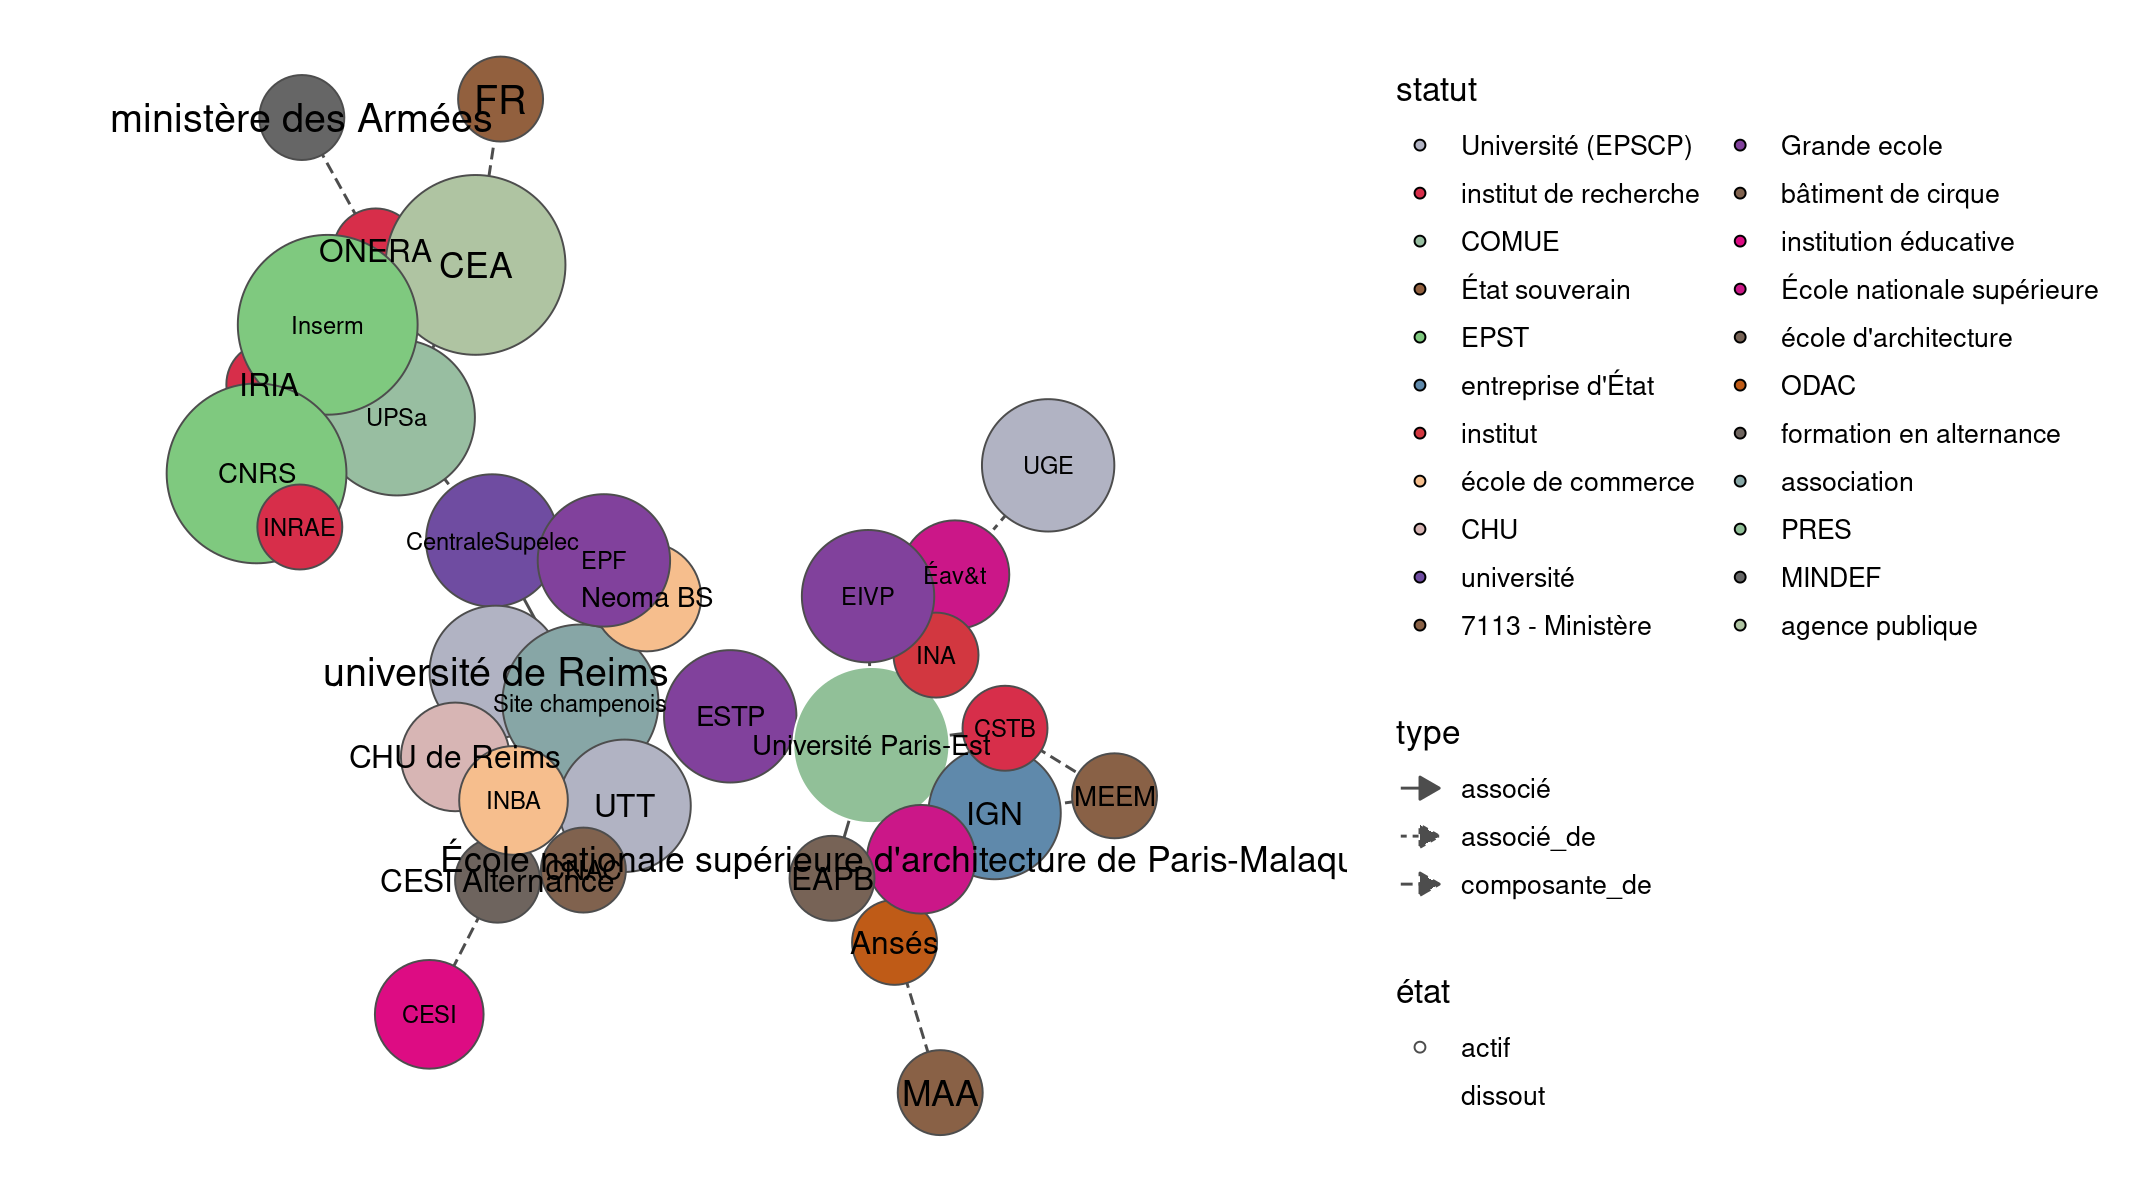 FR
ministère des Armées
ONERA
CEA
Inserm
IRIA
UPSa
CNRS
INRAE
CentraleSupelec
EPF
Neoma BS
UGE
Éav&t
EIVP
INA
université de Reims
Site champenois
ESTP
CSTB
Université Paris-Est
CHU de Reims
INBA
UTT
MEEM
IGN
École nationale supérieure d'architecture de Paris-Malaqu
CNAC
CESI Alternance
EAPB
Ansés
CESI
MAA
statut
Université (EPSCP)
institut de recherche
COMUE
État souverain
EPST
entreprise d'État
institut
école de commerce
CHU
université
7113 - Ministère
Grande ecole
bâtiment de cirque
institution éducative
École nationale supérieure
école d'architecture
ODAC
formation en alternance
association
PRES
MINDEF
agence publique
type
associé
associé_de
composante_de
état
actif
dissout